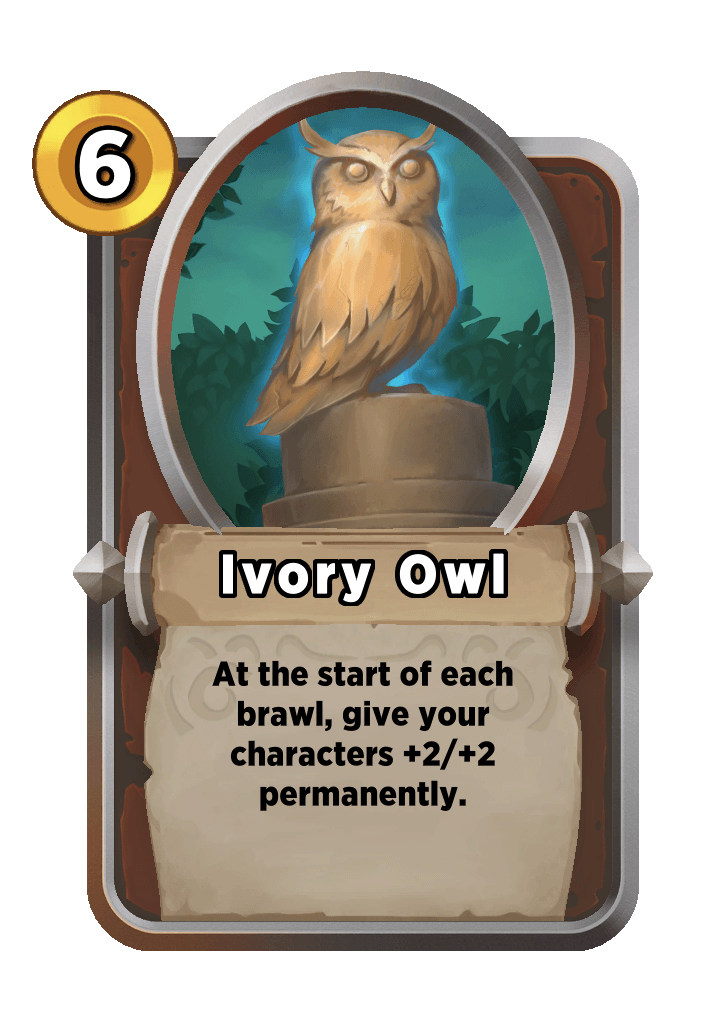 6
Ivory Owl
At the start of each
brawl, give your
characters +2/+2
permanently.